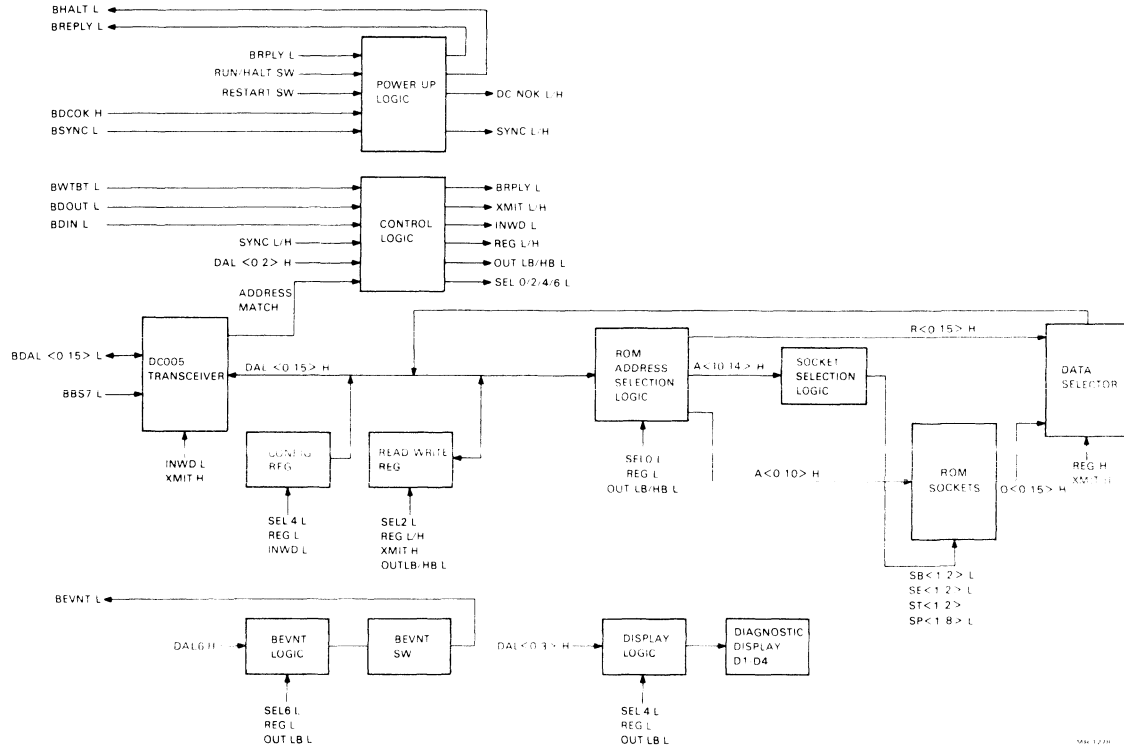 BHALT L
BREPLY L
BRPLY L
RUN/HALT SW
RESTART SW
BDCOK H
BSYNC L
POWER UP
LOGIC
DC NOK L/H
SYNC L/H
BWTBT L
BDOUT L
BDIN L
SYNC L/H
DAL <0 2> H
ADDRESS
MATCH
CONTROL
LOGIC
BRPLY L
XMIT L/H
INWD L
REG L/H
OUT LB/HB L
SEL 0/2/4/6 L
BDAL <0 15> L
BBS7 L
DC005
TRANSCEIVER
INWD L
XMIT H
DAL <0 15> H
CONFIG
REG
SEL 4 L
REG L
INWD L
READ WRITE
REG
SEL2 L
REG L/H
XMIT H
OUTLB/HB L
ROM
ADDRESS
SELECTION
LOGIC
SEL0 L
REG L
OUT LB/HB L
R<0 15> H
A<10 14> H
SOCKET
SELECTION
LOGIC
A<0 10> H
ROM
SOCKETS
SB<1 2> L
SE<1 2> L
ST<1 2>
SP<1 8> L
O<0 15> H
DATA
SELECTOR
REG H
XMIT H
BEVNT L
DAL6 H
BEVNT
LOGIC
SEL6 L
REG L
OUT LB L
BEVNT
SW
DAL<0 3> H
DISPLAY
LOGIC
SEL 4 L
REG L
OUT LB L
DIAGNOSTIC
DISPLAY
D1 D4